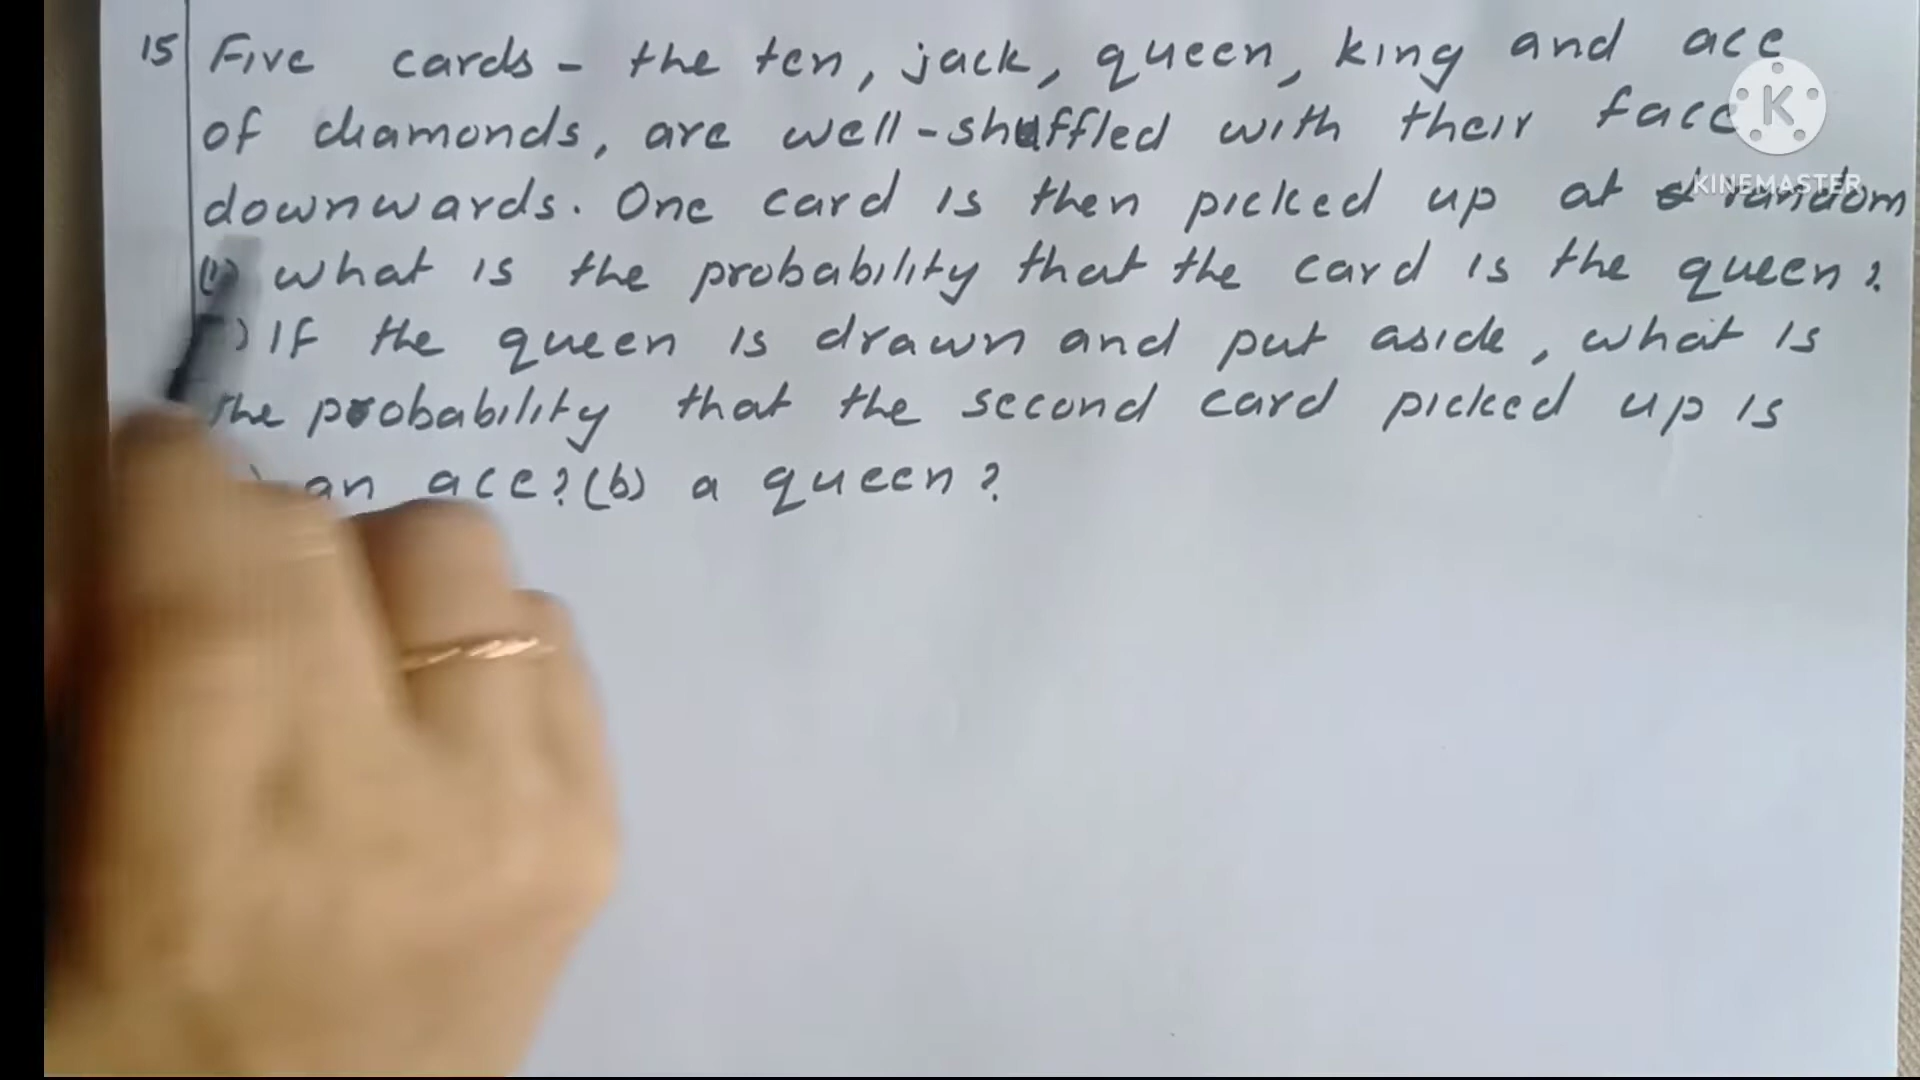 15 Five cards - the ten, jack, queen, king and ace
of diamonds, are well-shuffled with their face
downwards. One card is then picked up at random
(i) what is the probability that the card is the queen?
) If the queen is drawn and put aside, what is
the probability that the second card picked up is
) an ace? (b) a queen?
K
KINEMASTER